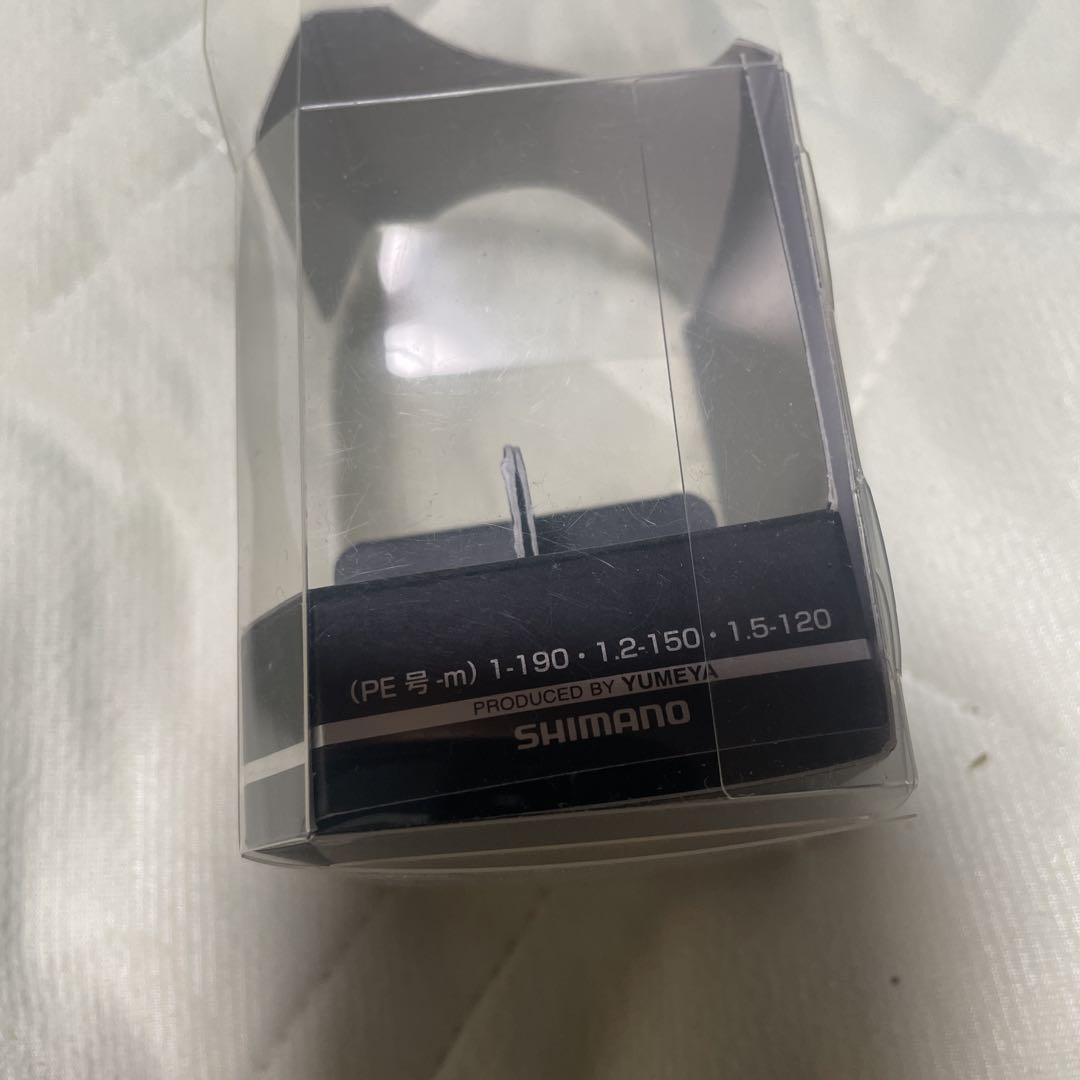 (PE 号-m) 1-190・1.2-150・1.5-120
PRODUCED BY YUMEYA
SHIMANO